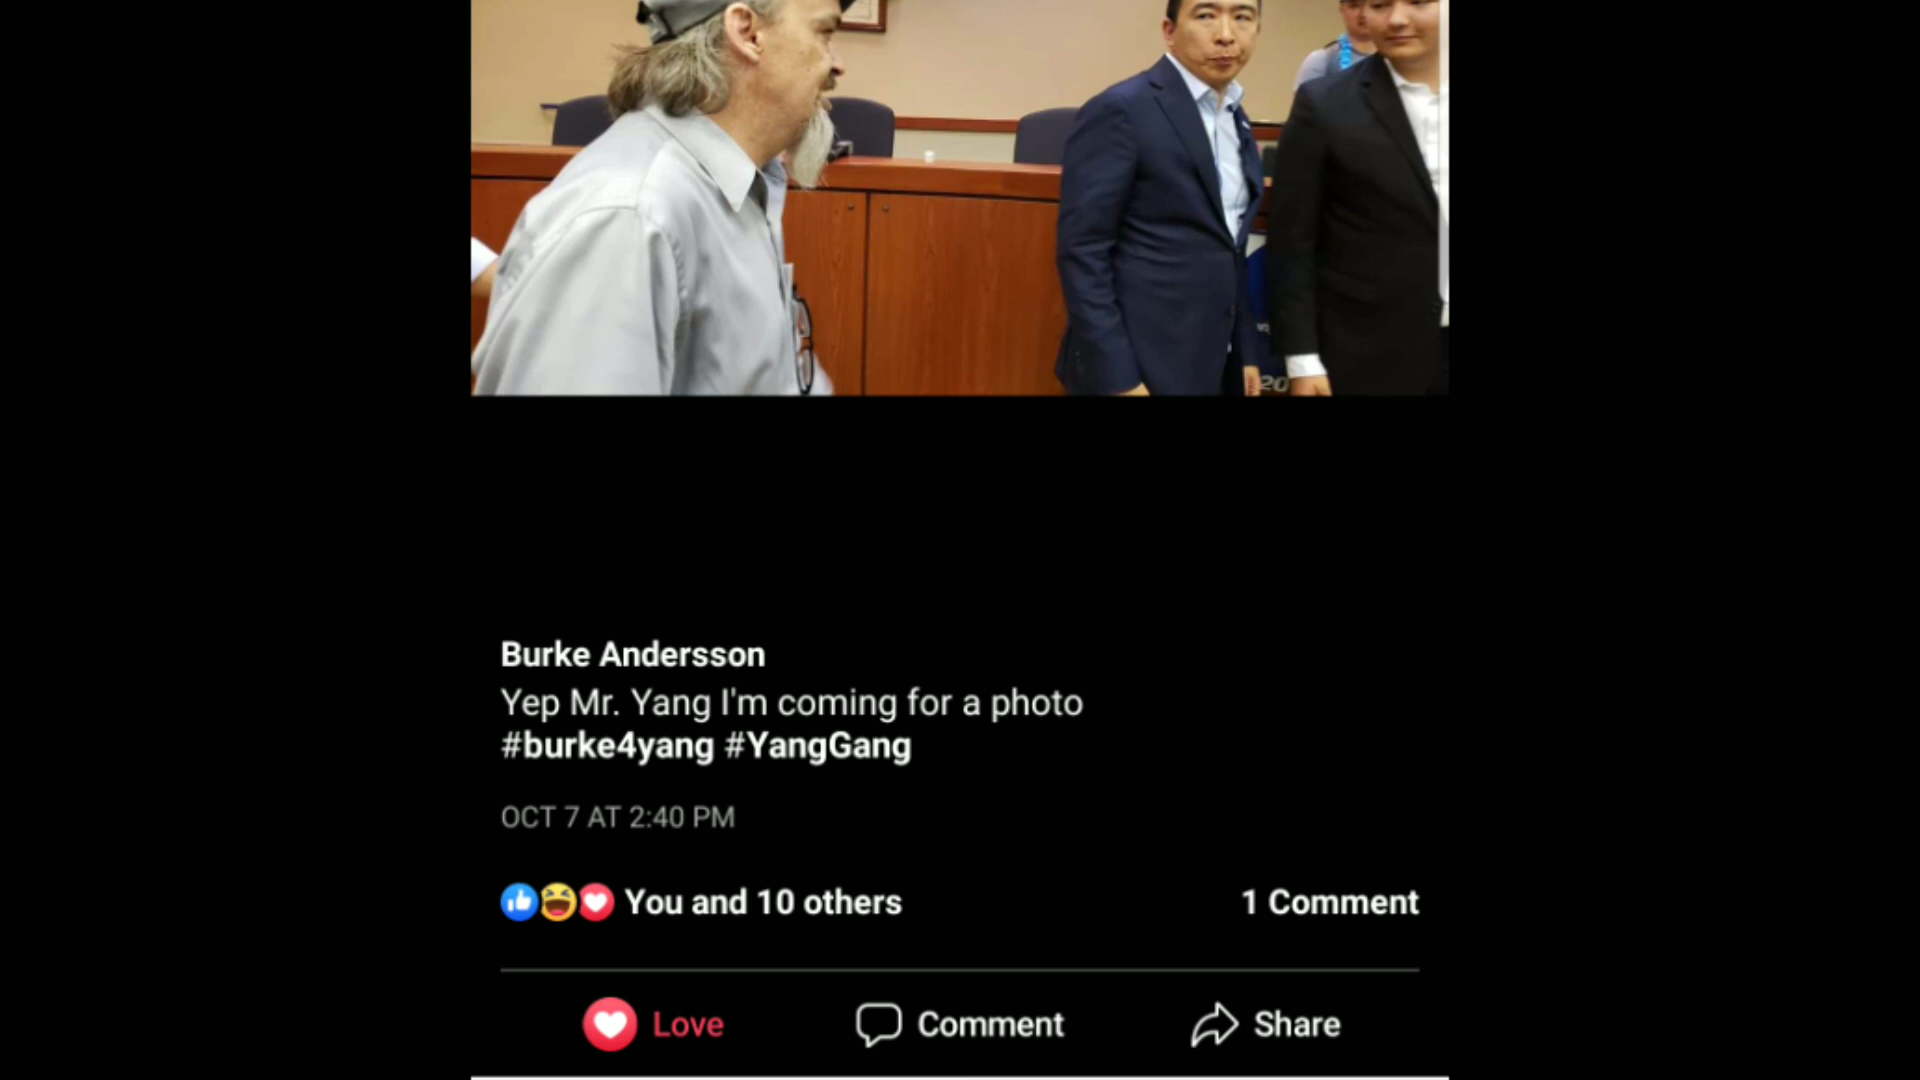 20
Burke Andersson
Yep Mr. Yang I'm coming for a photo
#burke4yang #YangGang
OCT 7 AT 2:40 PM
You and 10 others
1 Comment
Love
Comment
Share